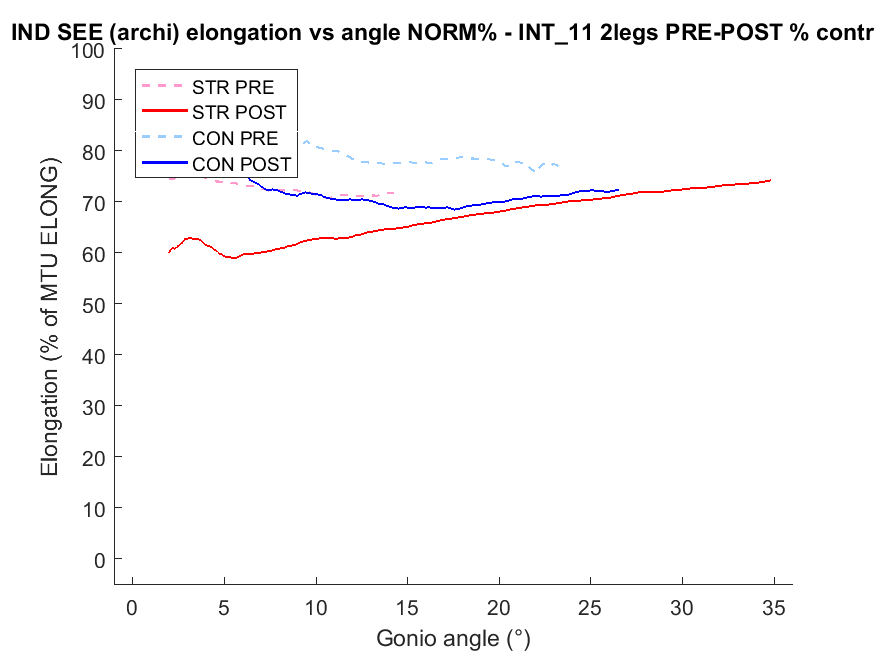 IND SEE (archi) elongation vs angle NORM% - INT_11 2legs PRE-POST % contr
100
90
80
70
60
50
40
30
20
10
0
Elongation (% of MTU ELONG)
STR PRE
STR POST
CON PRE
CON POST
0 5 10 15 20 25 30 35
Gonio angle (°)